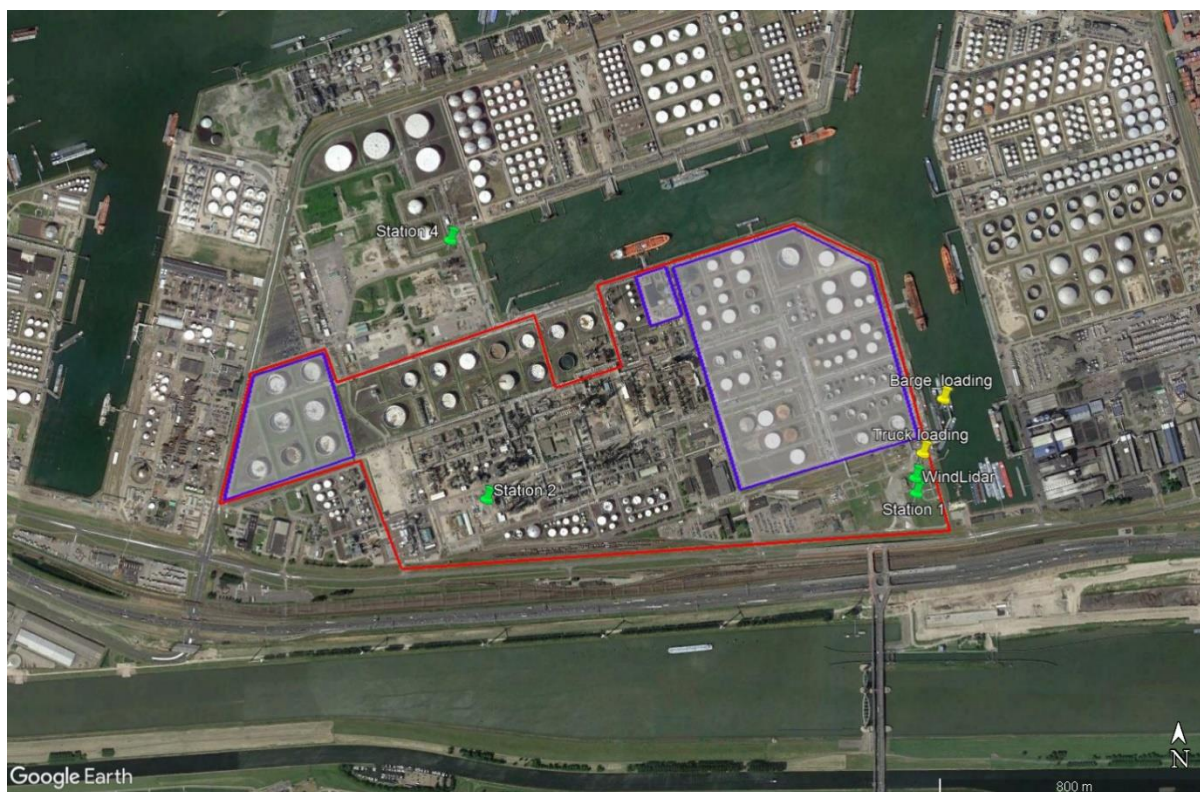 Station 4
Barge loading
Truck loading
WindLidar
Station 2
Station 1
N
Google Earth
800 m